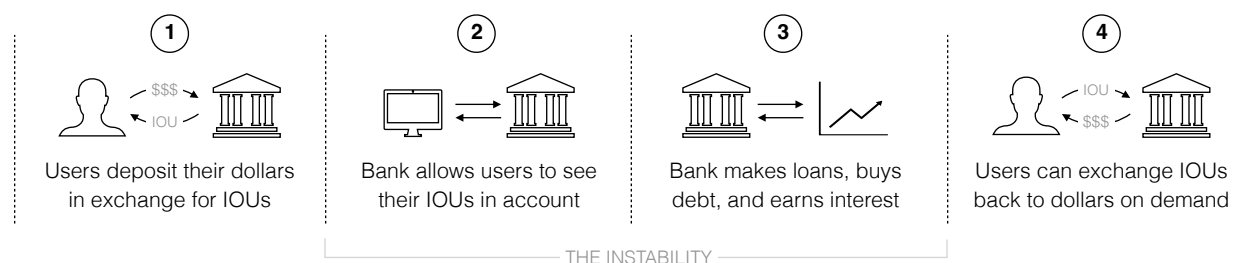 1
2
3
4
$$$
IOU
IOU
$$$
Users deposit their dollars
in exchange for IOUs
Bank allows users to see
their IOUs in account
Bank makes loans, buys
debt, and earns interest
Users can exchange IOUs
back to dollars on demand
THE INSTABILITY